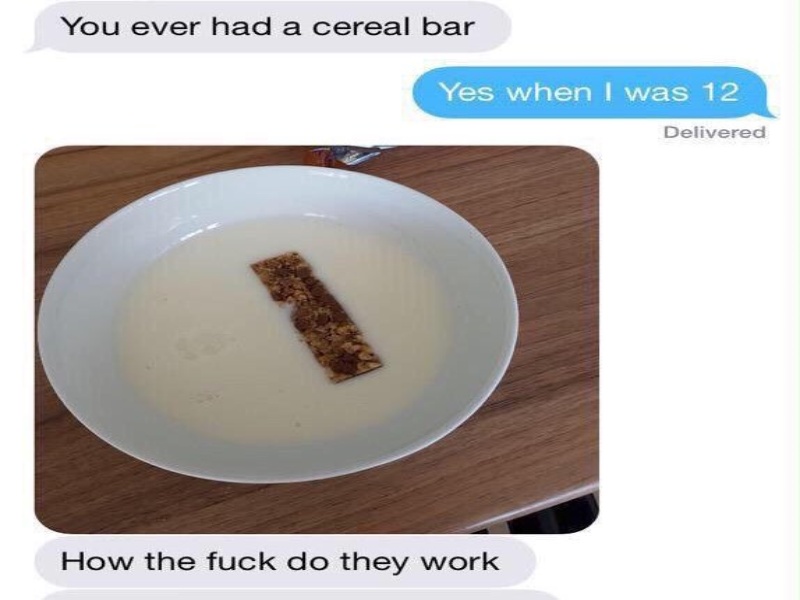 You ever had a cereal bar
Yes when I was 12
Delivered
How the fuck do they work